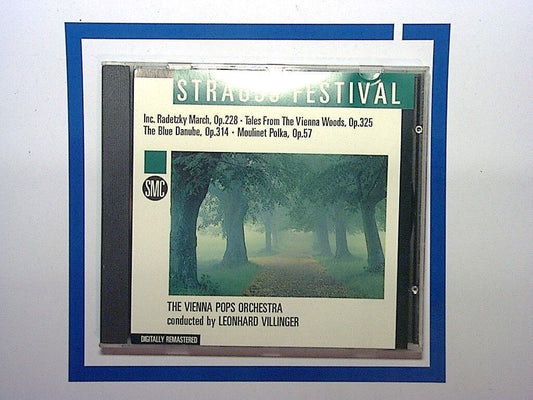 STRAUSS FESTIVAL
Inc. Radetzky March, Op.228 • Tales From The Vienna Woods, Op.325
The Blue Danube, Op.314 • Moulinet Polka, Op.57
SMC
THE VIENNA POPS ORCHESTRA
conducted by LEONHARD VILLINGER
DIGITALLY REMASTERED